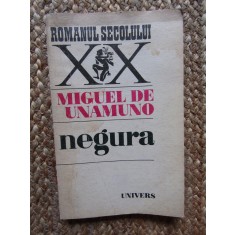 ROMANUL SECOLULUI
XX
MIGUEL DE
UNAMUNO
negura
UNIVERS